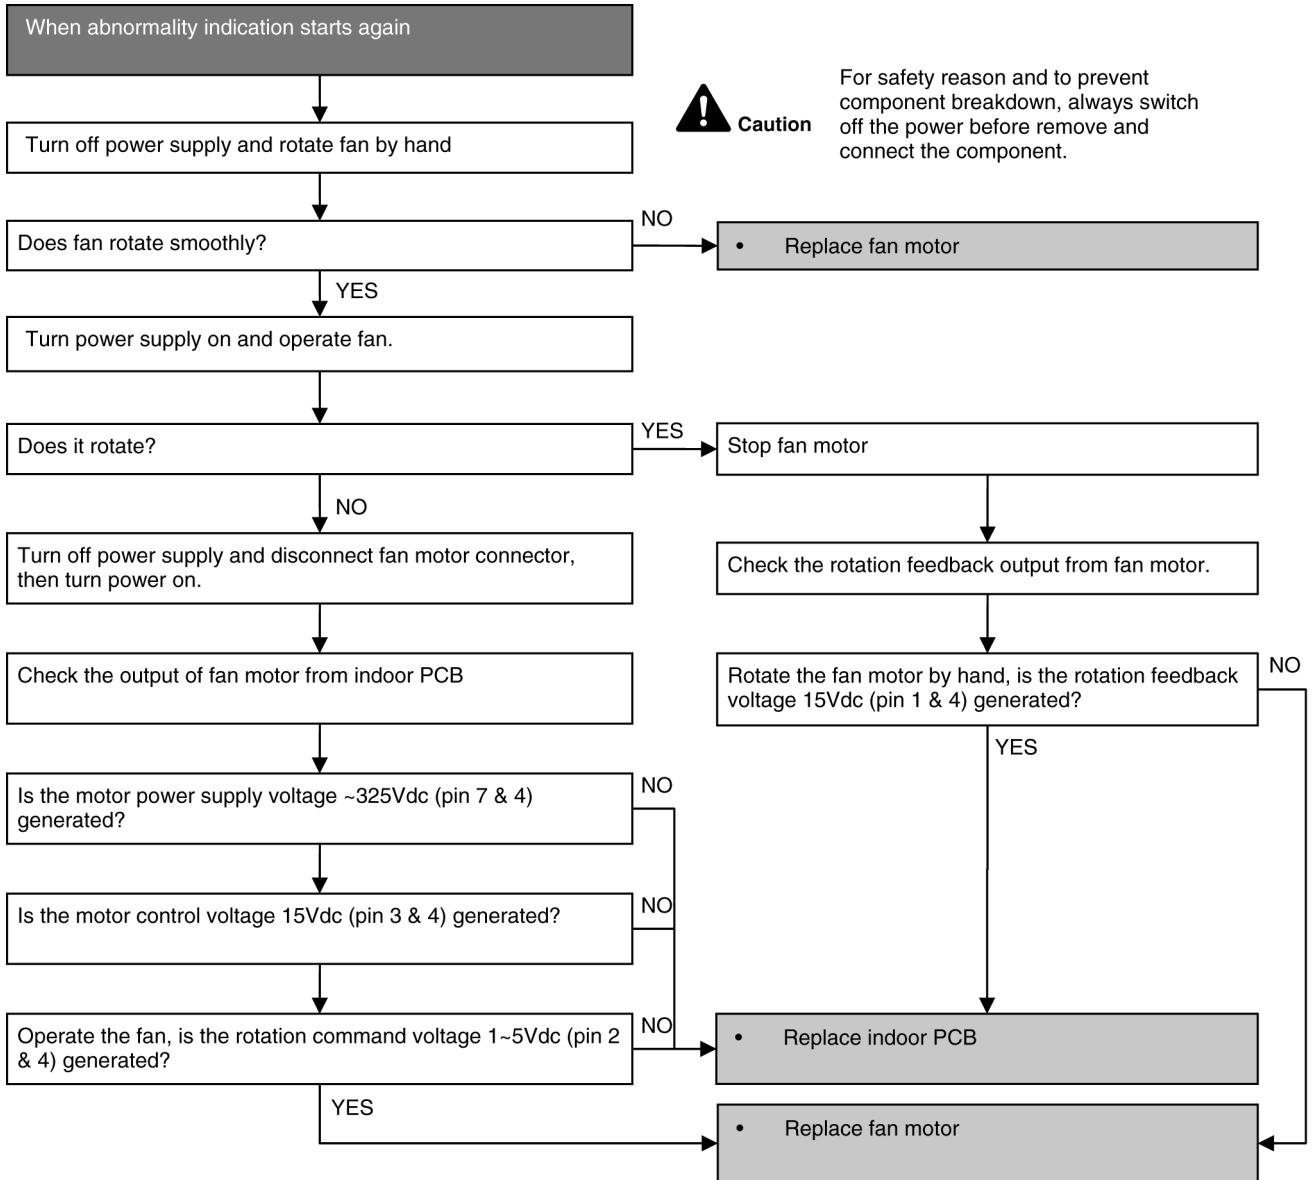 When abnormality indication starts again
For safety reason and to prevent
component breakdown, always switch
off the power before remove and
connect the component.
Caution
Turn off power supply and rotate fan by hand
Does fan rotate smoothly?
NO
• Replace fan motor
YES
Turn power supply on and operate fan.
Does it rotate?
YES
Stop fan motor
NO
Turn off power supply and disconnect fan motor connector,
then turn power on.
Check the rotation feedback output from fan motor.
Check the output of fan motor from indoor PCB
Rotate the fan motor by hand, is the rotation feedback
voltage 15Vdc (pin 1 & 4) generated?
NO
YES
Is the motor power supply voltage ~325Vdc (pin 7 & 4)
generated?
NO
Is the motor control voltage 15Vdc (pin 3 & 4) generated?
NO
Operate the fan, is the rotation command voltage 1~5Vdc (pin 2
& 4) generated?
NO
• Replace indoor PCB
YES
• Replace fan motor